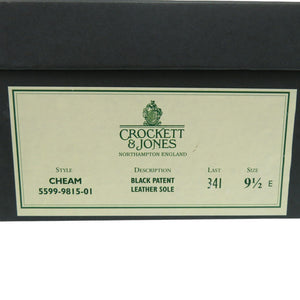 CROCKETT
& JONES
NORTHAMPTON ENGLAND
STYLE DESCRIPTION LAST SIZE
CHEAM BLACK PATENT 341 9½ E
5599-9815-01 LEATHER SOLE